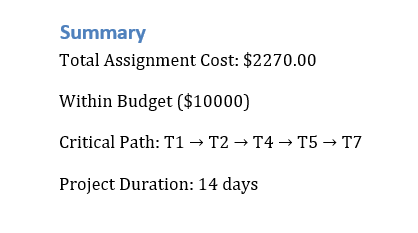 Summary
Total Assignment Cost: $2270.00
Within Budget ($10000)
Critical Path: T1 → T2 → T4 → T5 → T7
Project Duration: 14 days